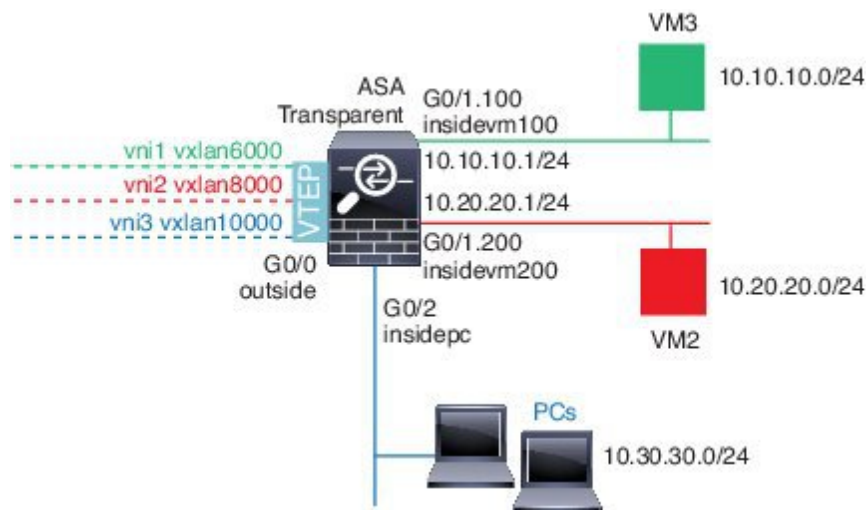 VM3
10.10.10.0/24
ASA
Transparent
G0/1.100
insidevm100
vni1 vxlan6000
10.10.10.1/24
vni2 vxlan8000
VTEP
10.20.20.1/24
vni3 vxlan10000
G0/1.200
insidevm200
G0/0
outside
10.20.20.0/24
VM2
G0/2
insidepc
PCs
10.30.30.0/24